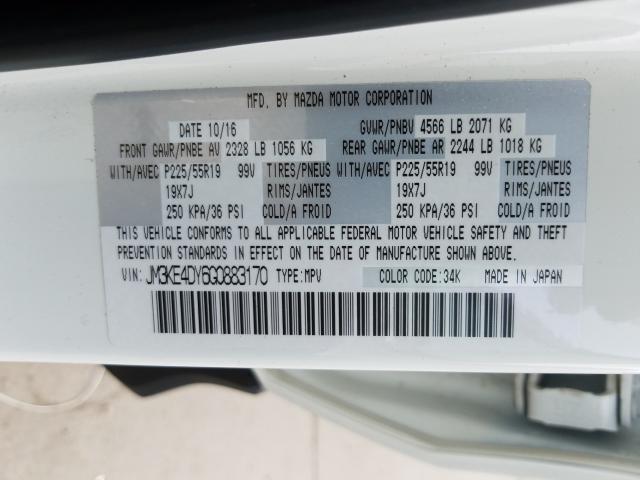 MFD. BY MAZDA MOTOR CORPORATION
DATE 10/16 GVWR/PNBV 4566 LB 2071 KG
FRONT GAWR/PNBE AV 2328 LB 1056 KG REAR GAWR/PNBE AR 2244 LB 1018 KG
WITH/AVEC P225/55R19 99V TIRES/PNEUS WITH/AVEC P225/55R19 99V TIRES/PNEUS
19X7J RIMS/JANTES 19X7J RIMS/JANTES
250 KPA/36 PSI COLD/A FROID 250 KPA/36 PSI COLD/A FROID
THIS VEHICLE CONFORMS TO ALL APPLICABLE FEDERAL MOTOR VEHICLE SAFETY AND THEFT
PREVENTION STANDARDS IN EFFECT ON THE DATE OF MANUFACTURE SHOWN ABOVE.
VIN: JM3KE4DY6G0883170 TYPE: MPV COLOR CODE: 34K MADE IN JAPAN